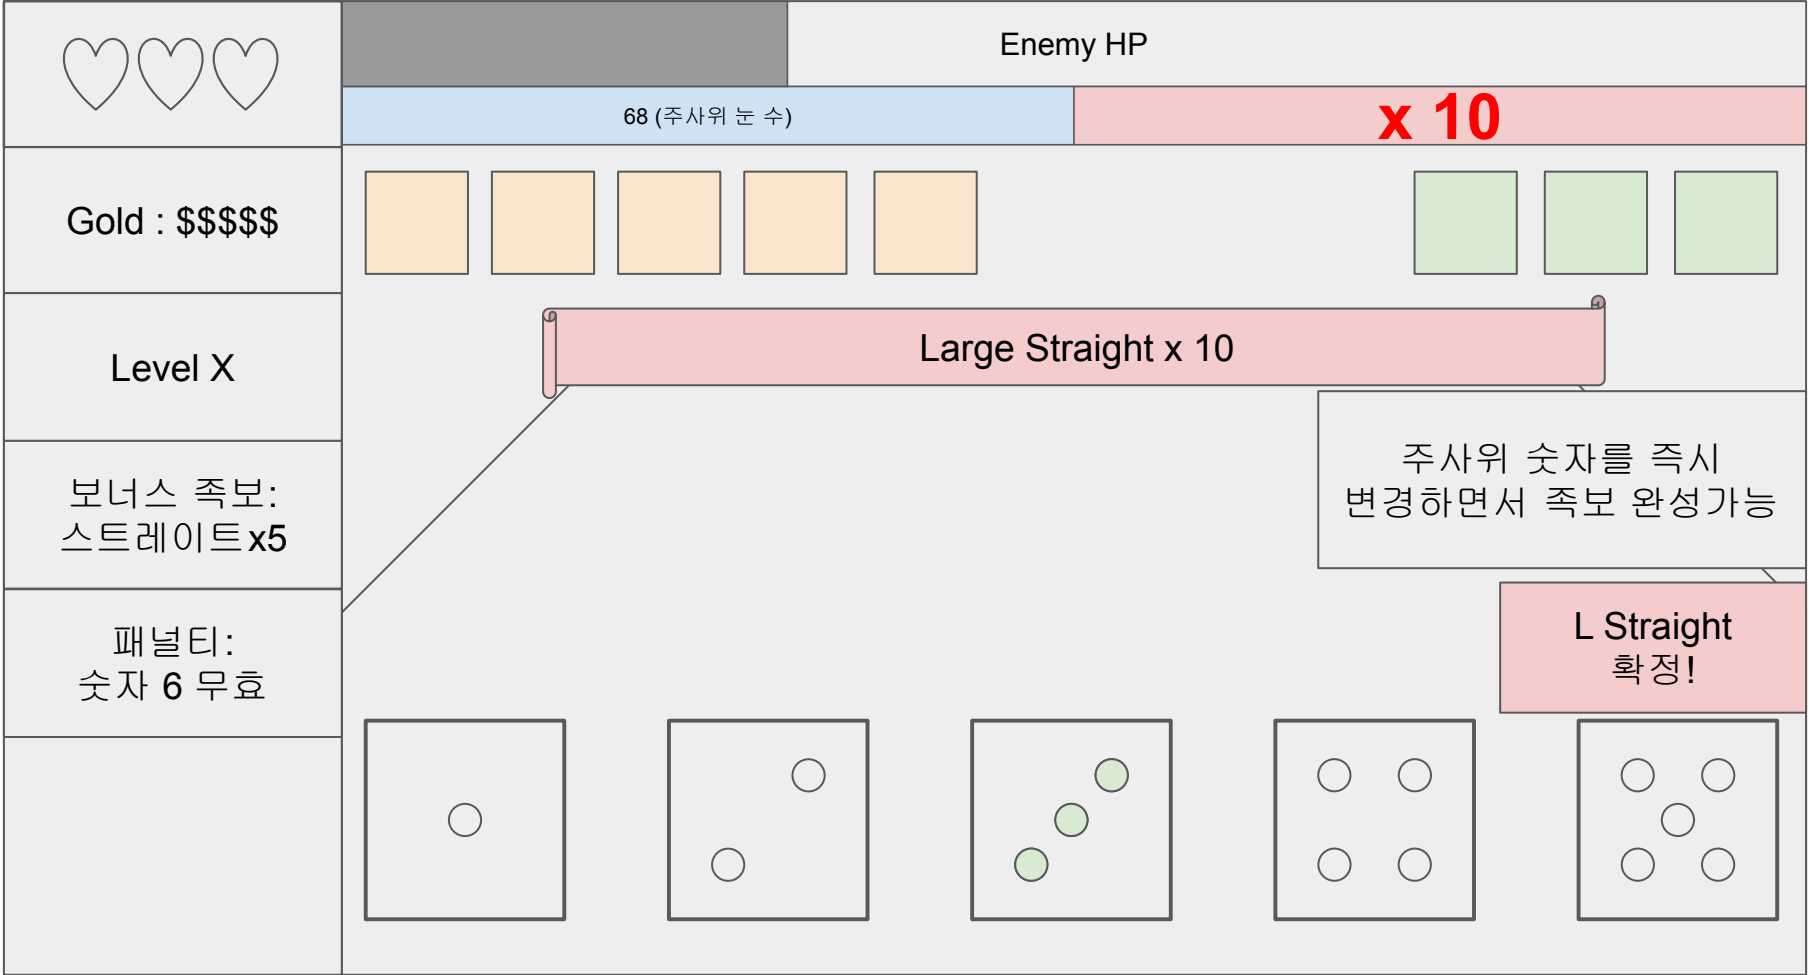 Enemy HP
68 (주사위 눈 수)
x 10
Gold : $$$$$
Large Straight x 10
Level X
주사위 숫자를 즉시
변경하면서 족보 완성가능
보너스 족보:
스트레이트x5
L Straight
확정!
패널티:
숫자 6 무효